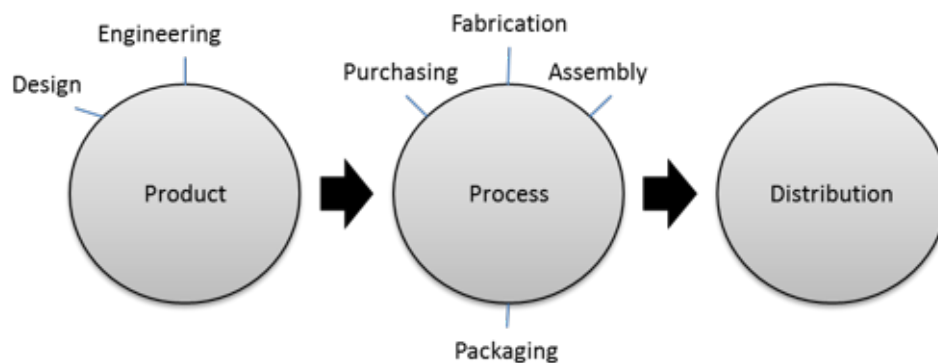 Engineering
Design
Product
Fabrication
Purchasing
Assembly
Process
Packaging
Distribution